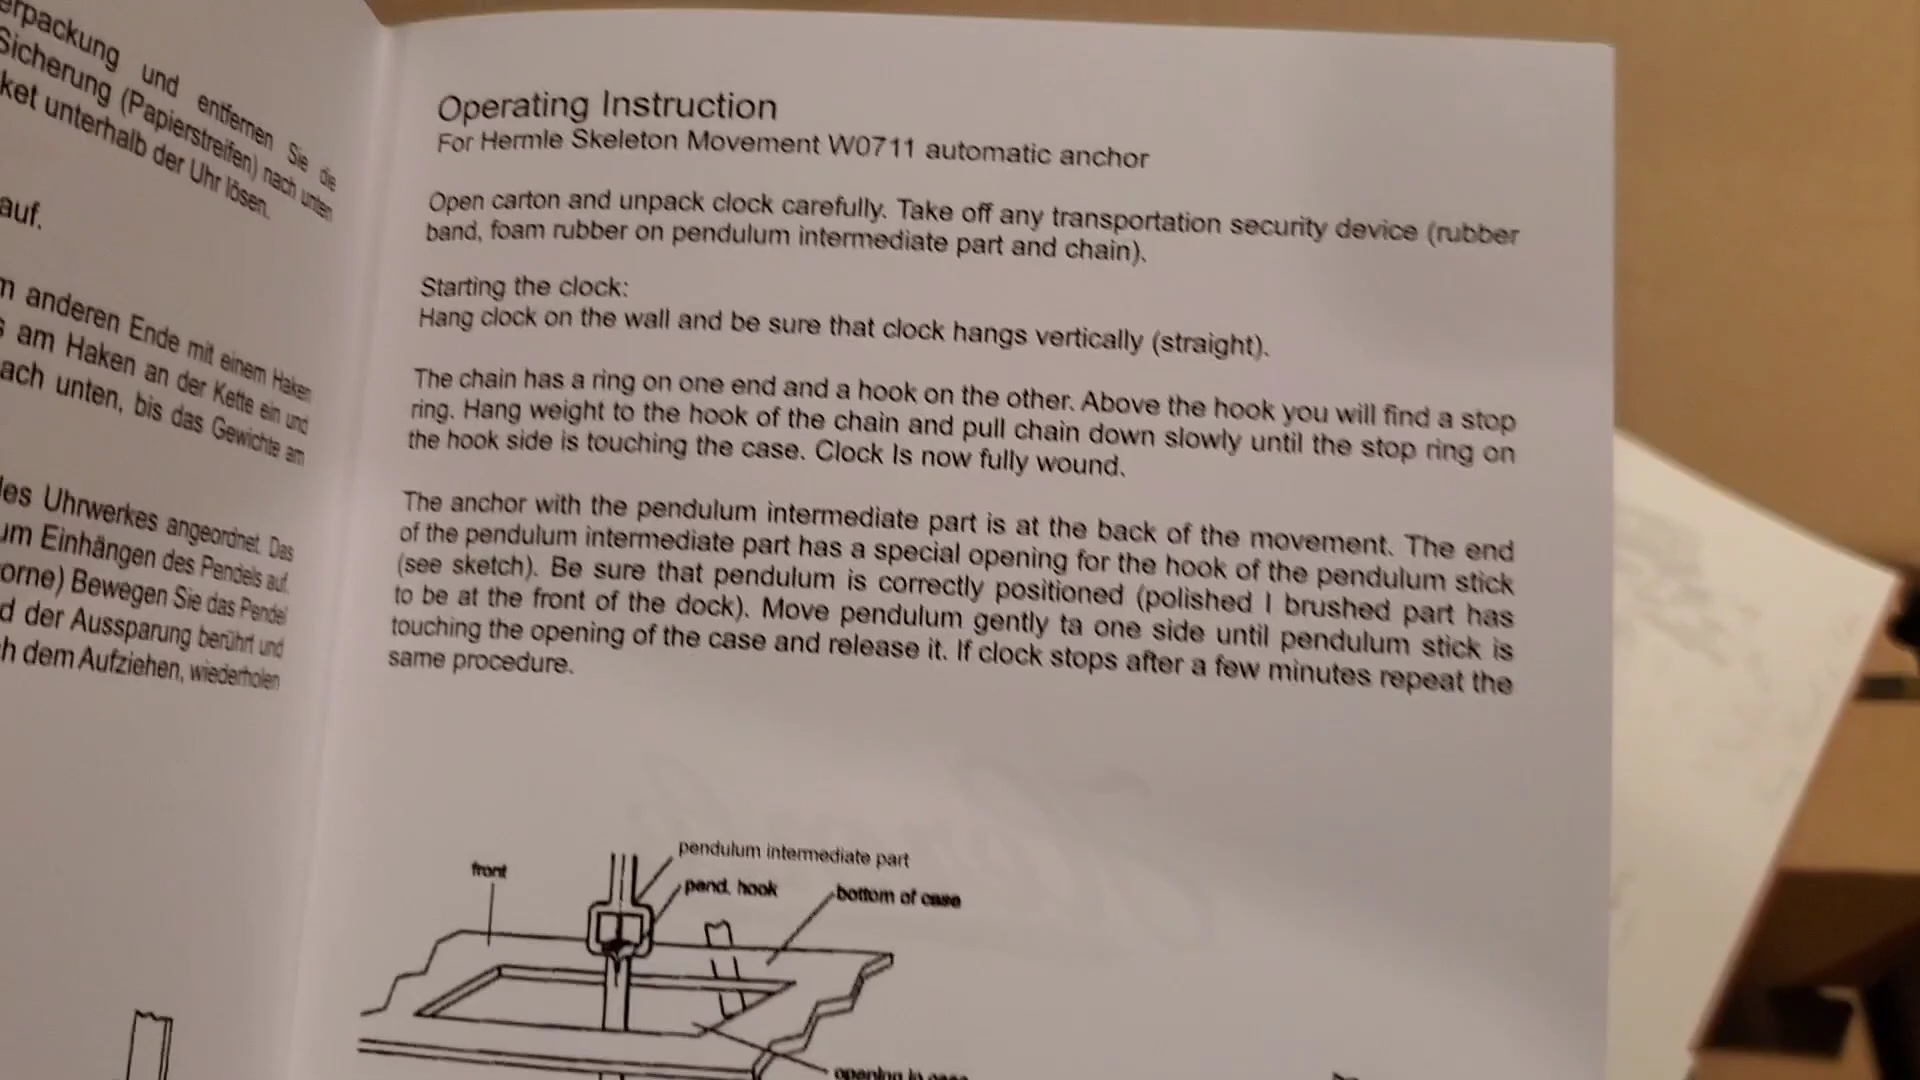 erpackung und entfernen Sie die
Sicherung (Papierstreifen) nach unten
ket unterhalb der Uhr lösen.
auf.
m anderen Ende mit einem Haken
s am Haken an der Kette ein und
ach unten, bis das Gewichte am
les Uhrwerkes angeordnet. Das
um Einhängen des Pendels auf.
orne) Bewegen Sie das Pendel
d der Aussparung berührt und
h dem Aufziehen, wiederholen
Operating Instruction
For Hermle Skeleton Movement W0711 automatic anchor
Open carton and unpack clock carefully. Take off any transportation security device (rubber
band, foam rubber on pendulum intermediate part and chain).
Starting the clock:
Hang clock on the wall and be sure that clock hangs vertically (straight).
The chain has a ring on one end and a hook on the other. Above the hook you will find a stop
ring. Hang weight to the hook of the chain and pull chain down slowly until the stop ring on
the hook side is touching the case. Clock Is now fully wound.
The anchor with the pendulum intermediate part is at the back of the movement. The end
of the pendulum intermediate part has a special opening for the hook of the pendulum stick
(see sketch). Be sure that pendulum is correctly positioned (polished I brushed part has
to be at the front of the dock). Move pendulum gently ta one side until pendulum stick is
touching the opening of the case and release it. If clock stops after a few minutes repeat the
same procedure.
pendulum intermediate part
front
pend. hook
bottom of case
opening in case